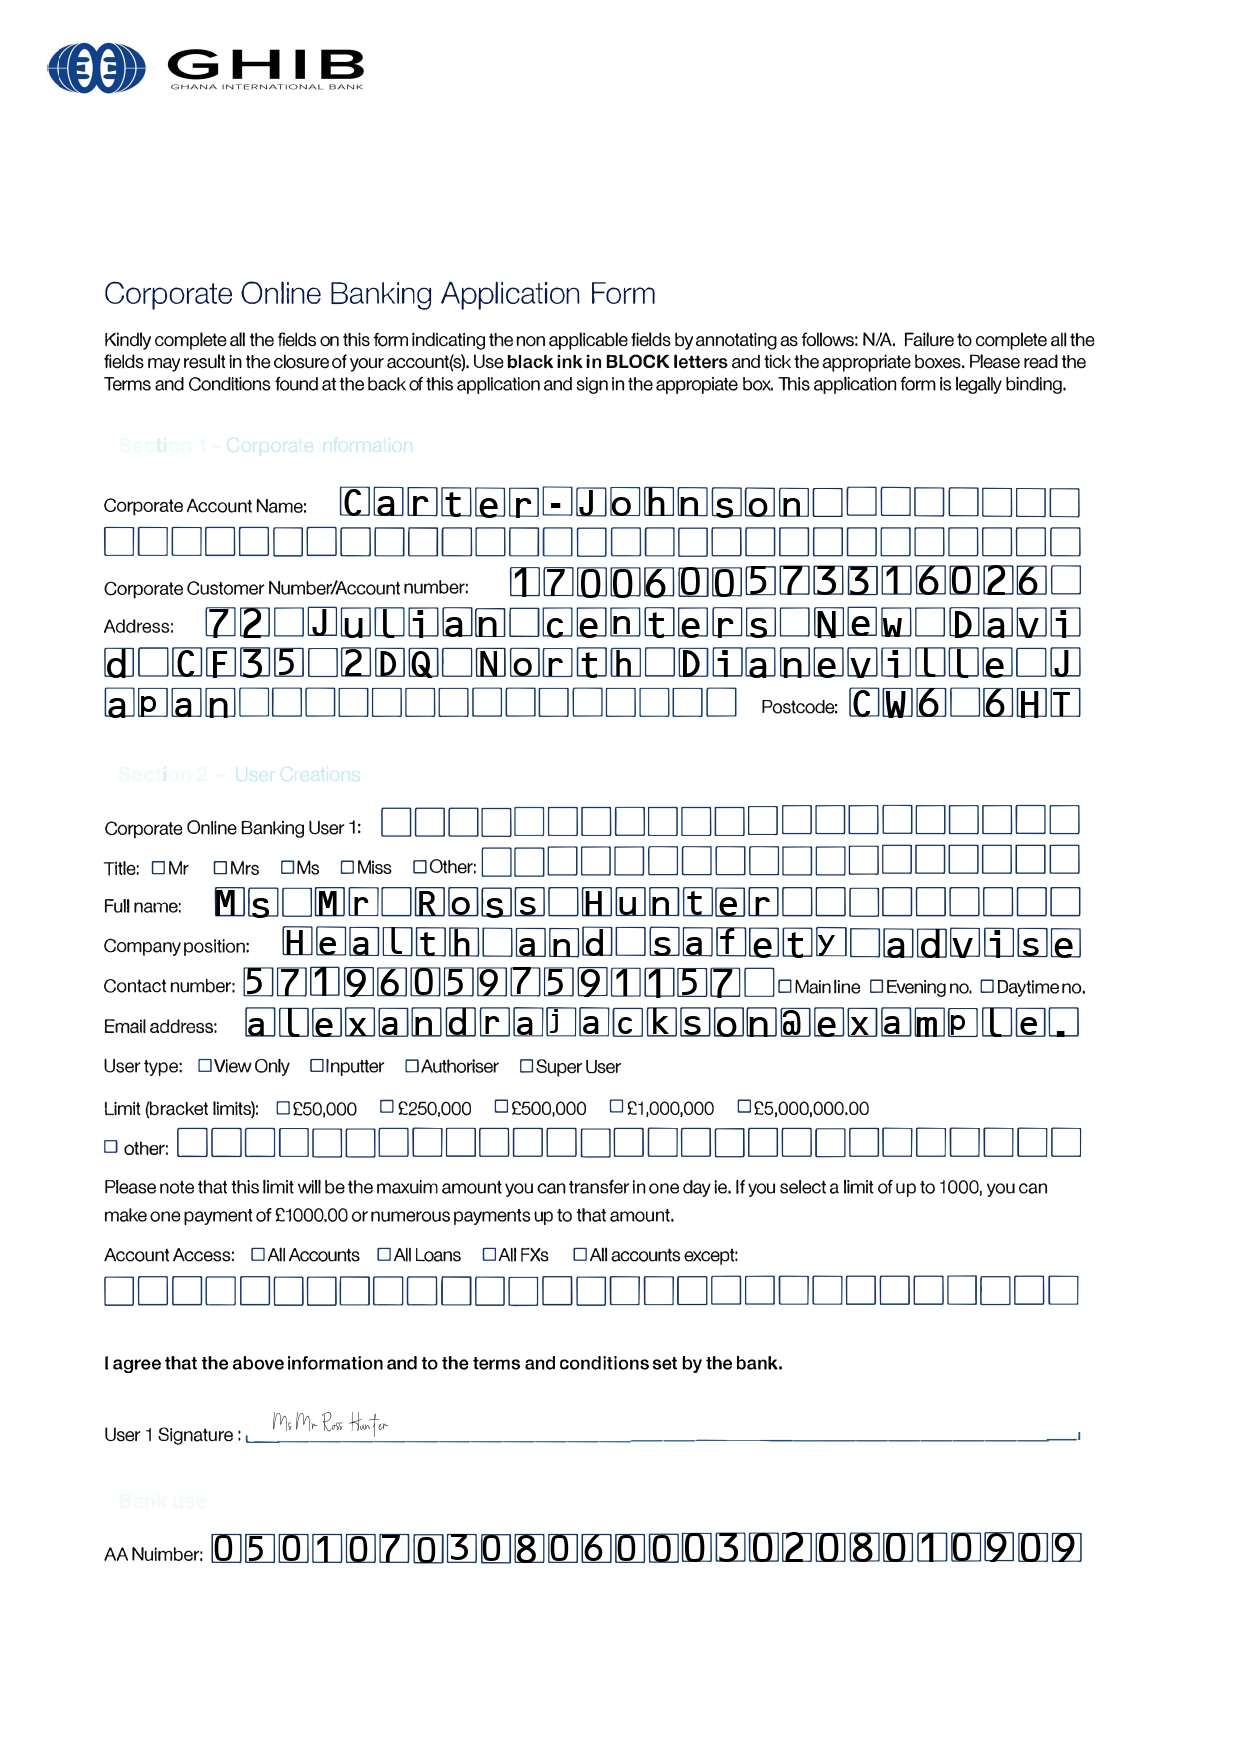 GHIB
GHANA INTERNATIONAL BANK
Corporate Online Banking Application Form
Kindly complete all the fields on this form indicating the non applicable fields by annotating as follows: N/A. Failure to complete all the
fields may result in the closure of your account(s). Use black ink in BLOCK letters and tick the appropriate boxes. Please read the
Terms and Conditions found at the back of this application and sign in the appropiate box. This application form is legally binding.
Section 1 – Corporate Information
Corporate Account Name: Carter-Johnson
Corporate Customer Number/Account number: 1700600573316026
Address: 72 Julian centers New Davi
d CF35 2DQ North Dianeville J
apan Postcode: CW6 6HT
Section 2 – User Creations
Corporate Online Banking User 1:
Title: Mr Mrs Ms Miss Other:
Full name: Ms Mr Ross Hunter
Company position: Health and safety advise
Contact number: 571960597591157 Main line Evening no. Daytime no.
Email address: alexandrajackson@example.
User type: View Only Inputter Authoriser Super User
Limit (bracket limits): £50,000 £250,000 £500,000 £1,000,000 £5,000,000.00
other:
Please note that this limit will be the maxuim amount you can transfer in one day ie. If you select a limit of up to 1000, you can
make one payment of £1000.00 or numerous payments up to that amount.
Account Access: All Accounts All Loans All FXs All accounts except:
I agree that the above information and to the terms and conditions set by the bank.
User 1 Signature : Ms Mr Ross Hunter
Bank use
AA Nuimber: 05010703080600030208010909